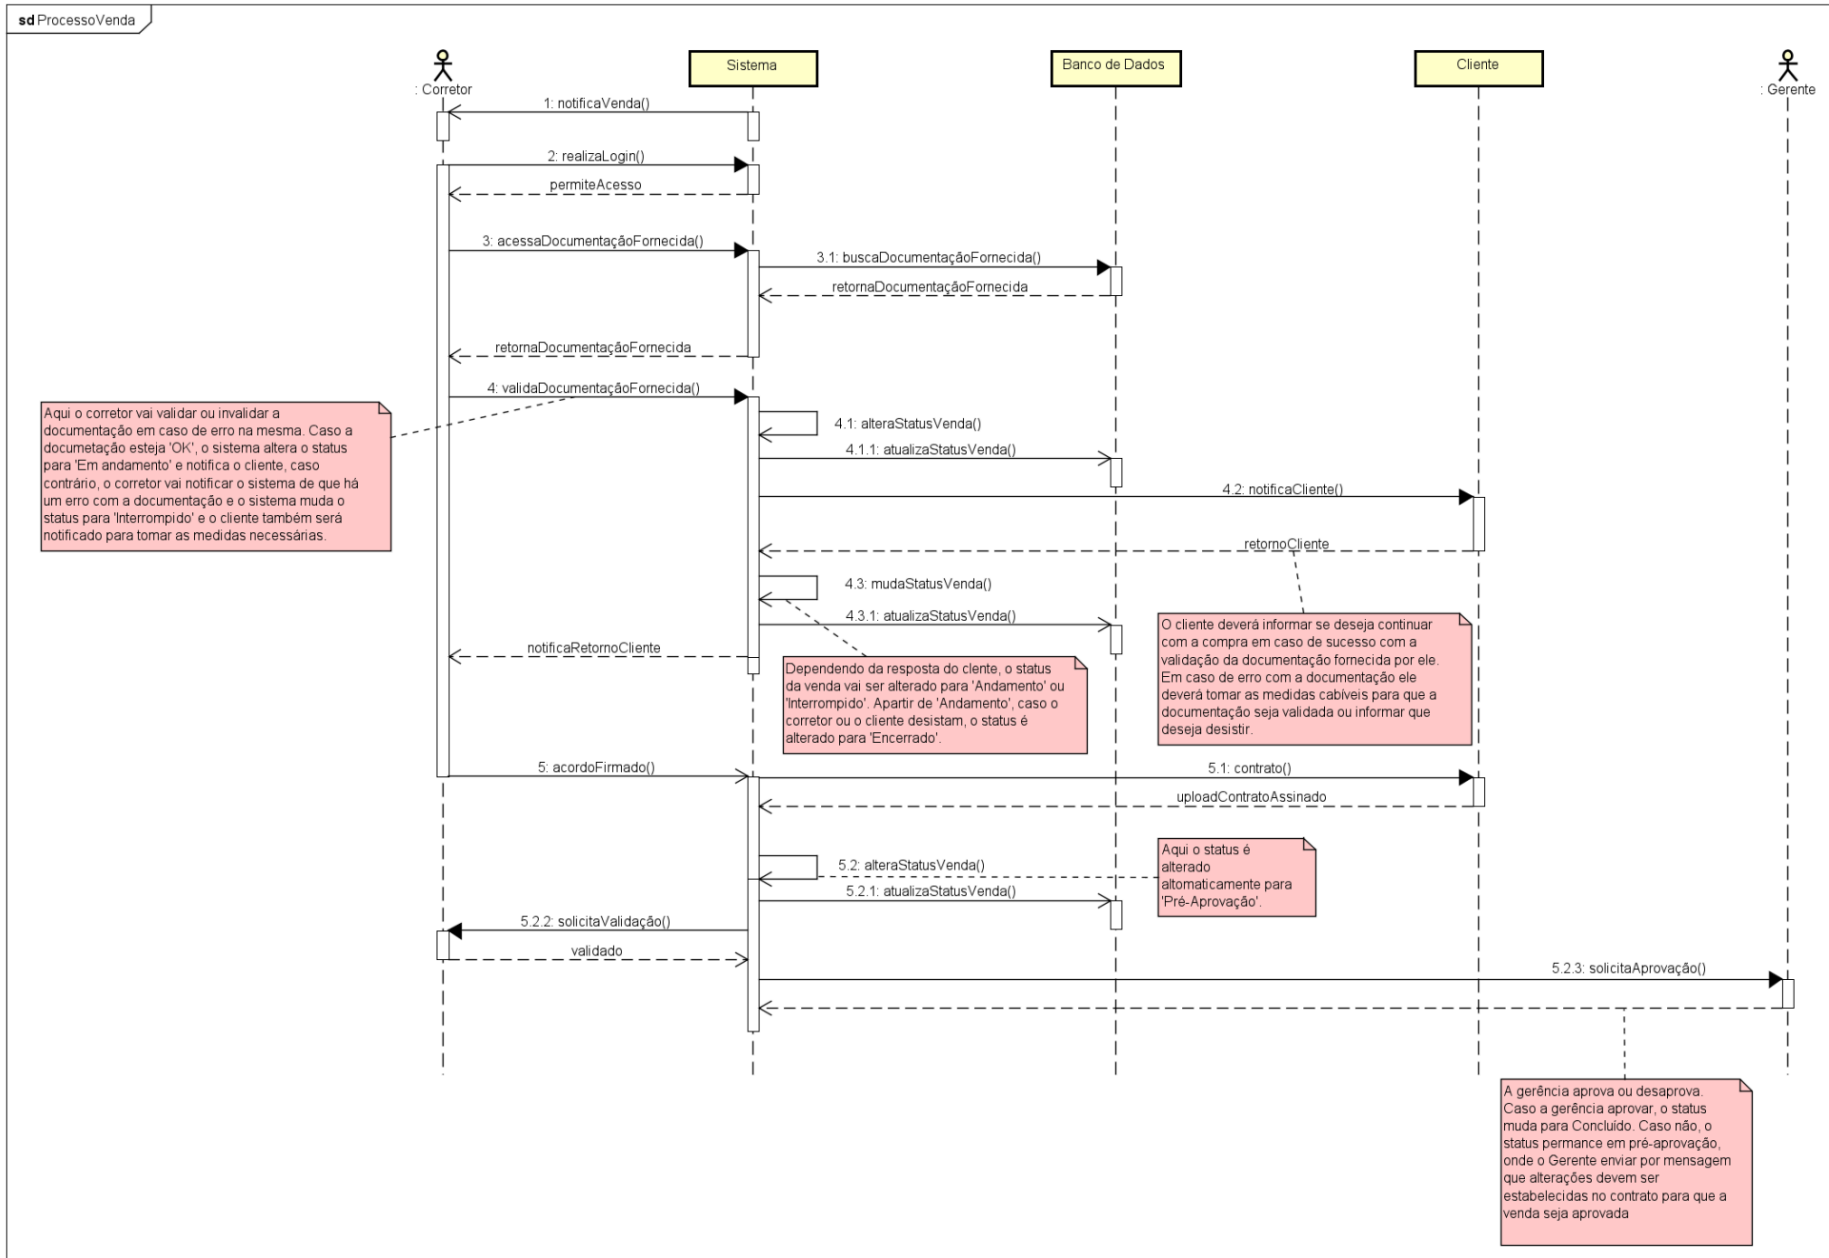 sd ProcessoVenda
: Corretor
Sistema
Banco de Dados
Cliente
: Gerente
1: notificaVenda()
2: realizaLogin()
permiteAcesso
3: acessaDocumentaçãoFornecida()
3.1: buscaDocumentaçãoFornecida()
retornaDocumentaçãoFornecida
retornaDocumentaçãoFornecida
4: validaDocumentaçãoFornecida()
Aqui o corretor vai validar ou invalidar a
documentação em caso de erro na mesma. Caso a
documetação esteja 'OK', o sistema altera o status
para 'Em andamento' e notifica o cliente, caso
contrário, o corretor vai notificar o sistema de que há
um erro com a documentação e o sistema muda o
status para 'Interrompido' e o cliente também será
notificado para tomar as medidas necessárias.
4.1: alteraStatusVenda()
4.1.1: atualizaStatusVenda()
4.2: notificaCliente()
retornoCliente
4.3: mudaStatusVenda()
4.3.1: atualizaStatusVenda()
notificaRetornoCliente
Dependendo da resposta do clente, o status
da venda vai ser alterado para 'Andamento' ou
'Interrompido'. Apartir de 'Andamento', caso o
corretor ou o cliente desistam, o status é
alterado para 'Encerrado'.
O cliente deverá informar se deseja continuar
com a compra em caso de sucesso com a
validação da documentação fornecida por ele.
Em caso de erro com a documentação ele
deverá tomar as medidas cabíveis para que a
documentação seja validada ou informar que
deseja desistir.
5: acordoFirmado()
5.1: contrato()
uploadContratoAssinado
5.2: alteraStatusVenda()
Aqui o status é
alterado
altomaticamente para
'Pré-Aprovação'.
5.2.1: atualizaStatusVenda()
5.2.2: solicitaValidação()
validado
5.2.3: solicitaAprovação()
A gerência aprova ou desaprova.
Caso a gerência aprovar, o status
muda para Concluído. Caso não, o
status permance em pré-aprovação,
onde o Gerente enviar por mensagem
que alterações devem ser
estabelecidas no contrato para que a
venda seja aprovada